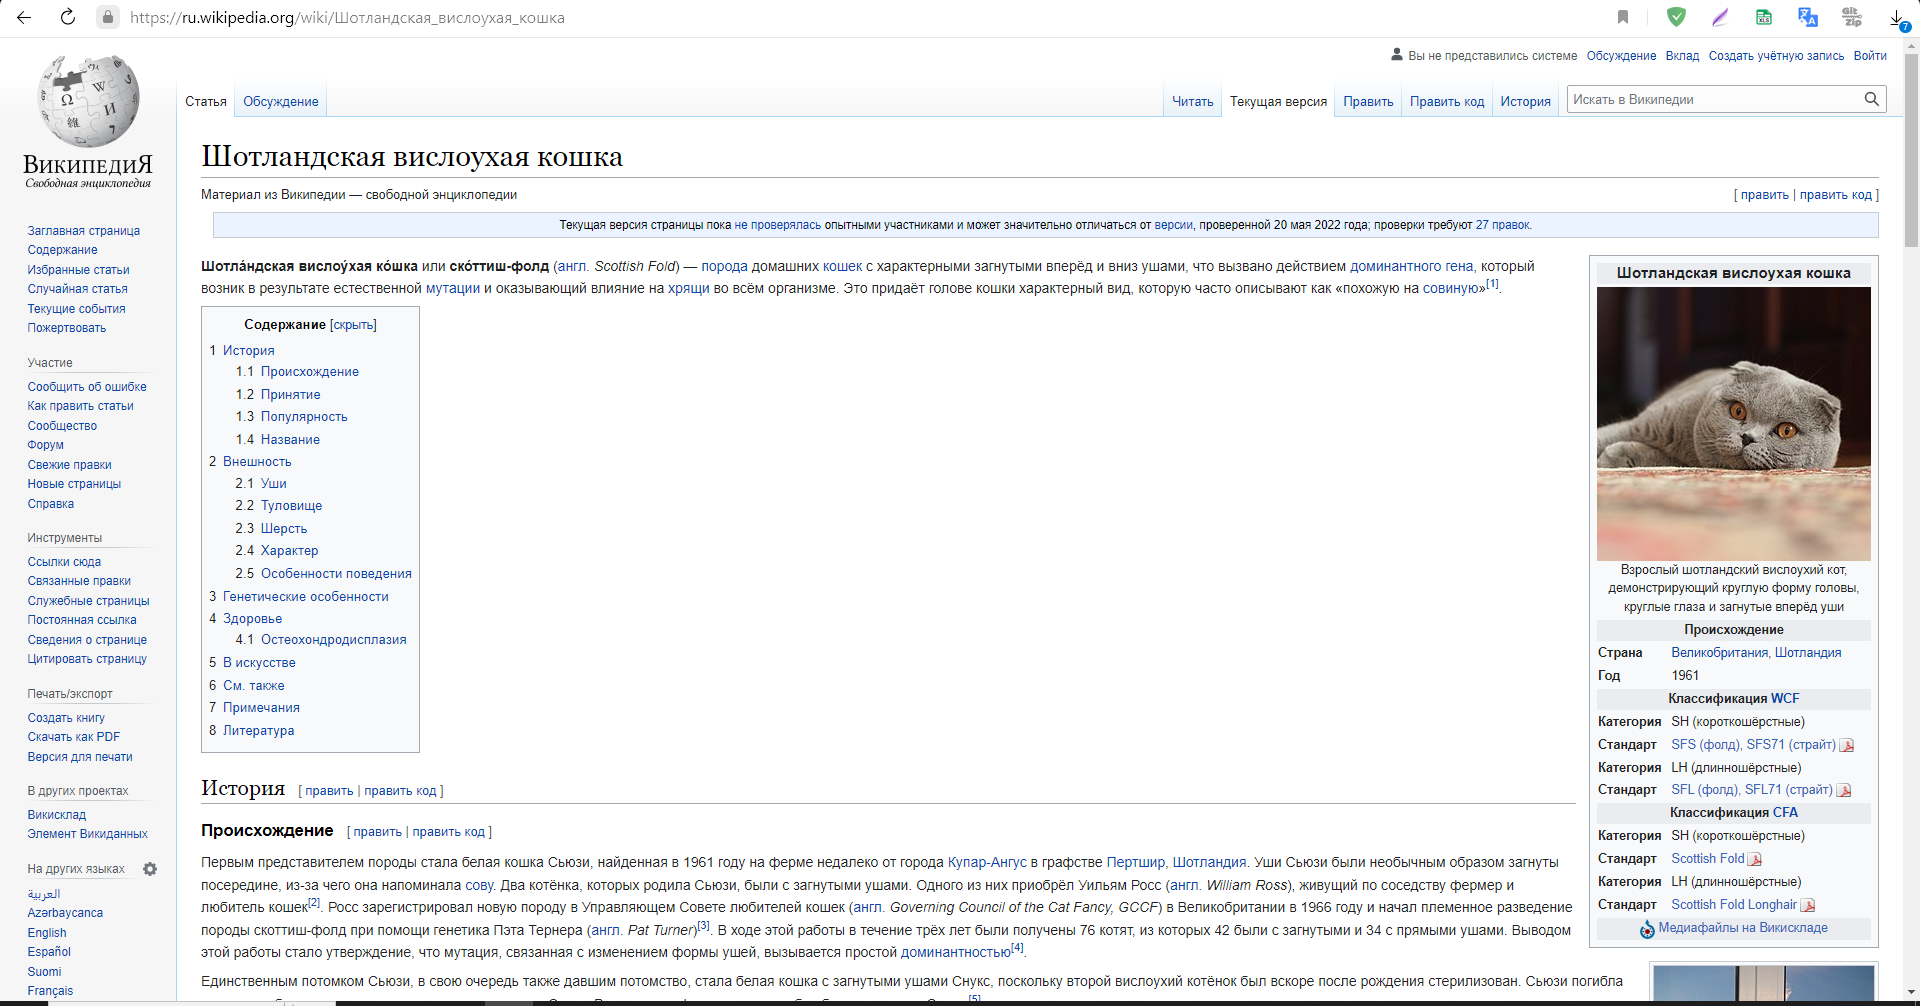 https://ru.wikipedia.org/wiki/Шотландская_вислоухая_кошка
XLS
Git Zip
7
Вы не представились системе Обсуждение Вклад Создать учётную запись Войти
Статья Обсуждение Читать Текущая версия Править Править код История Искать в Википедии
ВикипедиЯ
Свободная энциклопедия
Заглавная страница
Содержание
Избранные статьи
Случайная статья
Текущие события
Пожертвовать
Участие
Сообщить об ошибке
Как править статьи
Сообщество
Форум
Свежие правки
Новые страницы
Справка
Инструменты
Ссылки сюда
Связанные правки
Служебные страницы
Постоянная ссылка
Сведения о странице
Цитировать страницу
Печать/экспорт
Создать книгу
Скачать как PDF
Версия для печати
В других проектах
Викисклад
Элемент Викиданных
На других языках
العربية
Azərbaycanca
English
Español
Suomi
Français
Шотландская вислоухая кошка
Материал из Википедии — свободной энциклопедии [ править | править код ]
Текущая версия страницы пока не проверялась опытными участниками и может значительно отличаться от версии, проверенной 20 мая 2022 года; проверки требуют 27 правок.
Шотла́ндская вислоу́хая ко́шка или ско́ттиш-фолд (англ. Scottish Fold) — порода домашних кошек с характерными загнутыми вперёд и вниз ушами, что вызвано действием доминантного гена, который
возник в результате естественной мутации и оказывающий влияние на хрящи во всём организме. Это придаёт голове кошки характерный вид, которую часто описывают как «похожую на совиную»[1].
Содержание [скрыть]
1 История
1.1 Происхождение
1.2 Принятие
1.3 Популярность
1.4 Название
2 Внешность
2.1 Уши
2.2 Туловище
2.3 Шерсть
2.4 Характер
2.5 Особенности поведения
3 Генетические особенности
4 Здоровье
4.1 Остеохондродисплазия
5 В искусстве
6 См. также
7 Примечания
8 Литература
История [ править | править код ]
Происхождение [ править | править код ]
Первым представителем породы стала белая кошка Сьюзи, найденная в 1961 году на ферме недалеко от города Купар-Ангус в графстве Пертшир, Шотландия. Уши Сьюзи были необычным образом загнуты
посередине, из-за чего она напоминала сову. Два котёнка, которых родила Сьюзи, были с загнутыми ушами. Одного из них приобрёл Уильям Росс (англ. William Ross), живущий по соседству фермер и
любитель кошек[2]. Росс зарегистрировал новую породу в Управляющем Совете любителей кошек (англ. Governing Council of the Cat Fancy, GCCF) в Великобритании в 1966 году и начал племенное разведение
породы скоттиш-фолд при помощи генетика Пэта Тернера (англ. Pat Turner)[3]. В ходе этой работы в течение трёх лет были получены 76 котят, из которых 42 были с загнутыми и 34 с прямыми ушами. Выводом
этой работы стало утверждение, что мутация, связанная с изменением формы ушей, вызывается простой доминантностью[4].
Единственным потомком Сьюзи, в свою очередь также давшим потомство, стала белая кошка с загнутыми ушами Снукс, поскольку второй вислоухий котёнок был вскоре после рождения стерилизован. Сьюзи погибла
[5]
Шотландская вислоухая кошка
Взрослый шотландский вислоухий кот,
демонстрирующий круглую форму головы,
круглые глаза и загнутые вперёд уши
Происхождение
Страна Великобритания, Шотландия
Год 1961
Классификация WCF
Категория SH (короткошёрстные)
Стандарт SFS (фолд), SFS71 (страйт)
Категория LH (длинношёрстные)
Стандарт SFL (фолд), SFL71 (страйт)
Классификация CFA
Категория SH (короткошёрстные)
Стандарт Scottish Fold
Категория LH (длинношёрстные)
Стандарт Scottish Fold Longhair
Медиафайлы на Викискладе